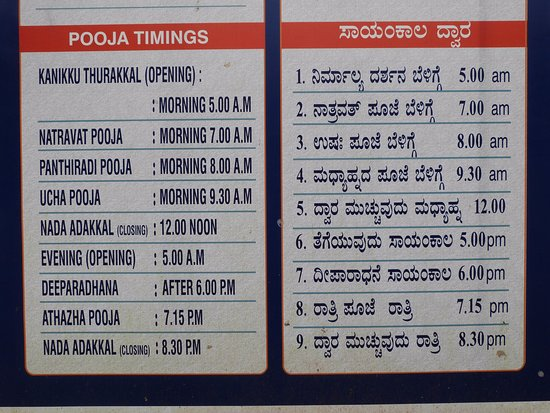 POOJA TIMINGS
KANIKKU THURAKKAL (OPENING) :
: MORNING 5.00 A.M
NATRAVAT POOJA : MORNING 7.00 A.M
PANTHIRADI POOJA : MORNING 8.00 A.M
UCHA POOJA : MORNING 9.30 A.M
NADA ADAKKAL (CLOSING) : 12.00 NOON
EVENING (OPENING) : 5.00 A.M
DEEPARADHANA : AFTER 6.00 P.M
ATHAZHA POOJA : 7.15 P.M
NADA ADAKKAL (CLOSING) : 8.30 P.M
ಸಾಯಂಕಾಲ ದ್ವಾರ
1. ನಿರ್ಮಾಲ್ಯ ದರ್ಶನ ಬೆಳಿಗ್ಗೆ 5.00 am
2. ನಾತ್ರವತ್ ಪೂಜೆ ಬೆಳಿಗ್ಗೆ 7.00 am
3. ಉಷಃ ಪೂಜೆ ಬೆಳಿಗ್ಗೆ 8.00 am
4. ಮಧ್ಯಾಹ್ನದ ಪೂಜೆ ಬೆಳಿಗ್ಗೆ 9.30 am
5. ದ್ವಾರ ಮುಚ್ಚುವುದು ಮಧ್ಯಾಹ್ನ 12.00
6. ತೆಗೆಯುವುದು ಸಾಯಂಕಾಲ 5.00pm
7. ದೀಪಾರಾಧನೆ ಸಾಯಂಕಾಲ 6.00pm
8. ರಾತ್ರಿ ಪೂಜೆ ರಾತ್ರಿ 7.15 pm
9. ದ್ವಾರ ಮುಚ್ಚುವುದು ರಾತ್ರಿ 8.30pm